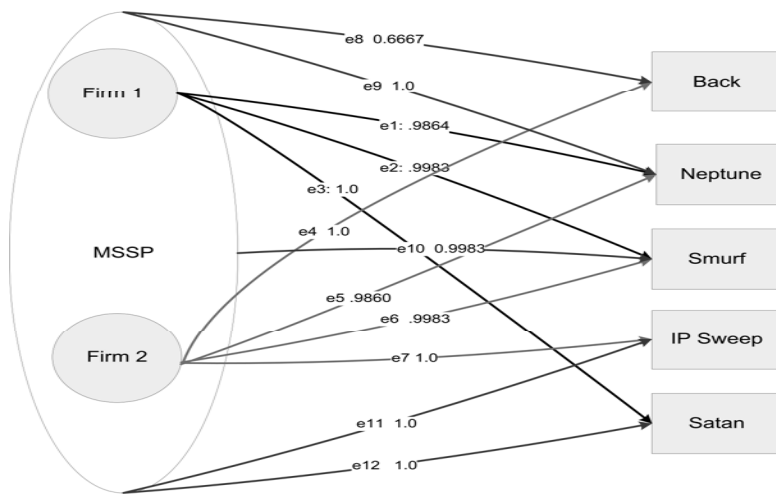 e8 0.6667
Back
Firm 1
e9 1.0
e1: .9864
e2: .9983
Neptune
e3: 1.0
e4 1.0
MSSP
e10 0.9983
Smurf
e5 .9860
e6 .9983
IP Sweep
Firm 2
e7 1.0
e11 1.0
Satan
e12 1.0